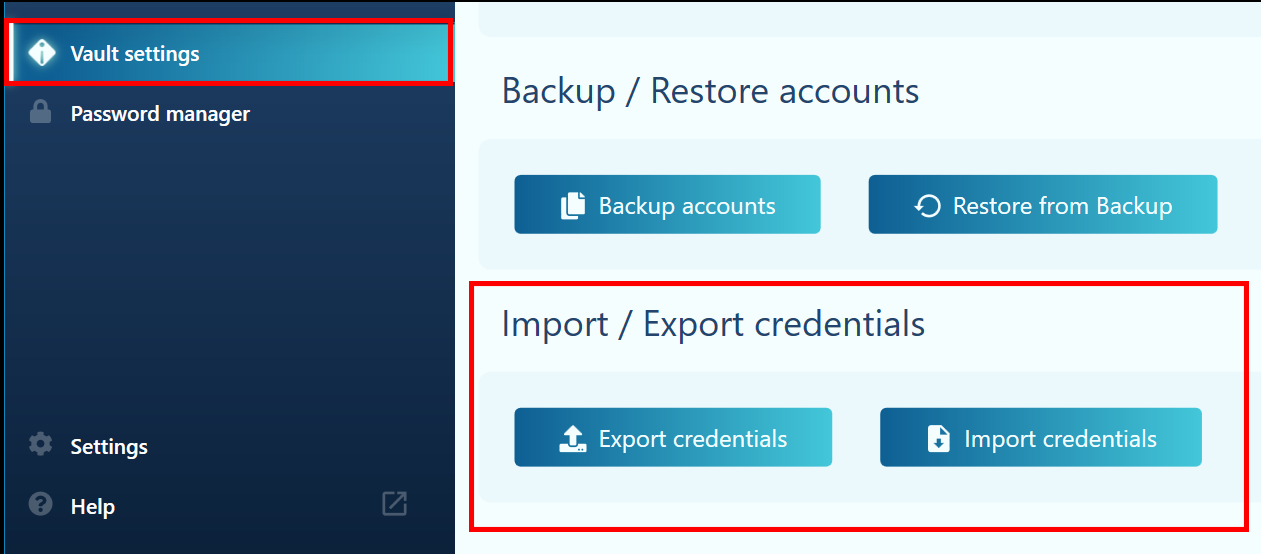 Vault settings
Password manager
Settings
Help
Backup / Restore accounts
Backup accounts
Restore from Backup
Import / Export credentials
Export credentials
Import credentials